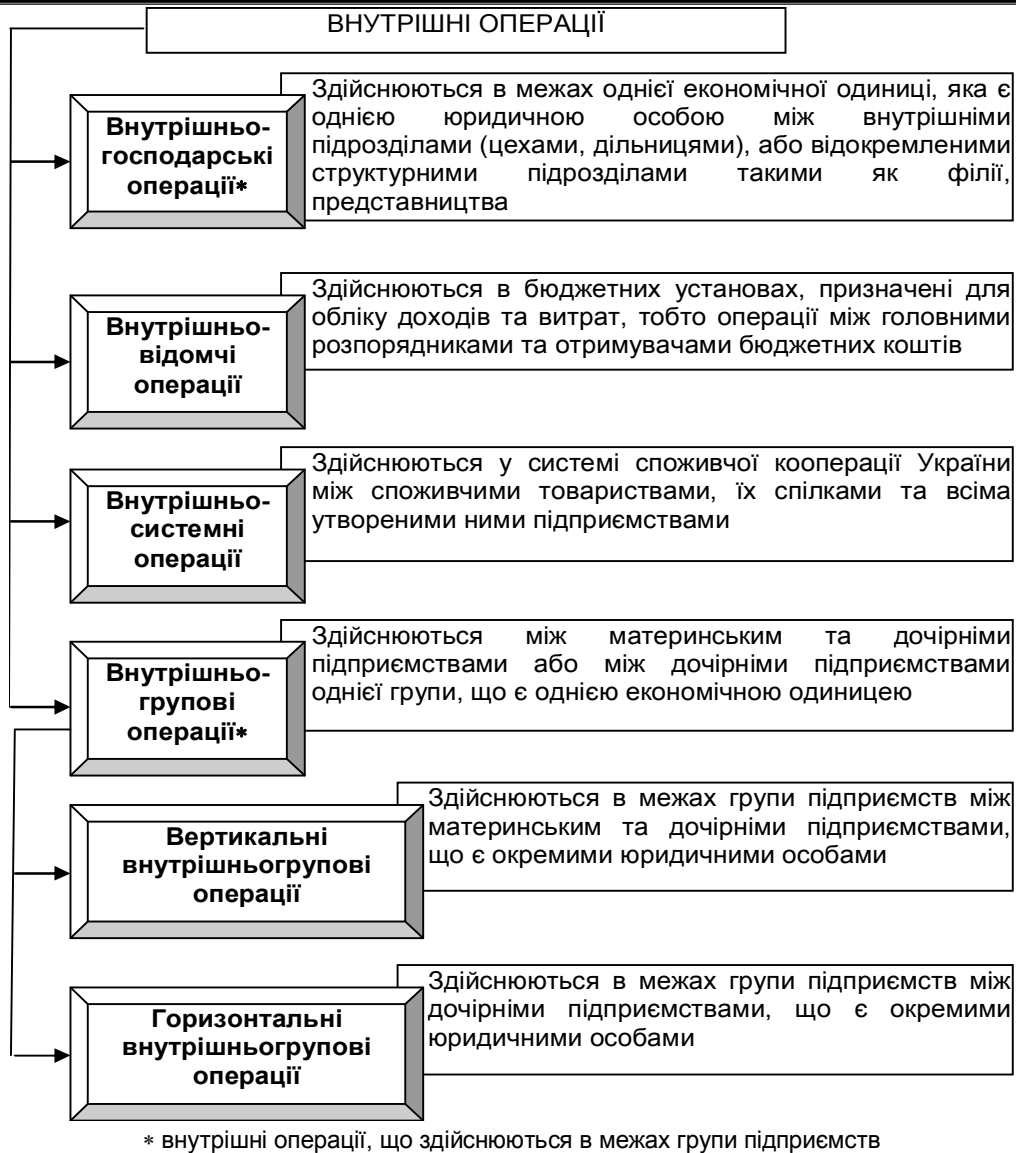 ВНУТРІШНІ ОПЕРАЦІЇ
Внутрішньо-
господарські
операції*
Здійснюються в межах однієї економічної одиниці, яка є
однією юридичною особою між внутрішніми
підрозділами (цехами, дільницями), або відокремленими
структурними підрозділами такими як філії,
представництва
Внутрішньо-
відомчі
операції
Здійснюються в бюджетних установах, призначені для
обліку доходів та витрат, тобто операції між головними
розпорядниками та отримувачами бюджетних коштів
Внутрішньо-
системні
операції
Здійснюються у системі споживчої кооперації України
між споживчими товариствами, їх спілками та всіма
утвореними ними підприємствами
Внутрішньо-
групові
операції*
Здійснюються між материнським та дочірніми
підприємствами або між дочірніми підприємствами
однієї групи, що є однією економічною одиницею
Вертикальні
внутрішньогрупові
операції
Здійснюються в межах групи підприємств між
материнським та дочірніми підприємствами,
що є окремими юридичними особами
Горизонтальні
внутрішньогрупові
операції
Здійснюються в межах групи підприємств між
дочірніми підприємствами, що є окремими
юридичними особами
* внутрішні операції, що здійснюються в межах групи підприємств